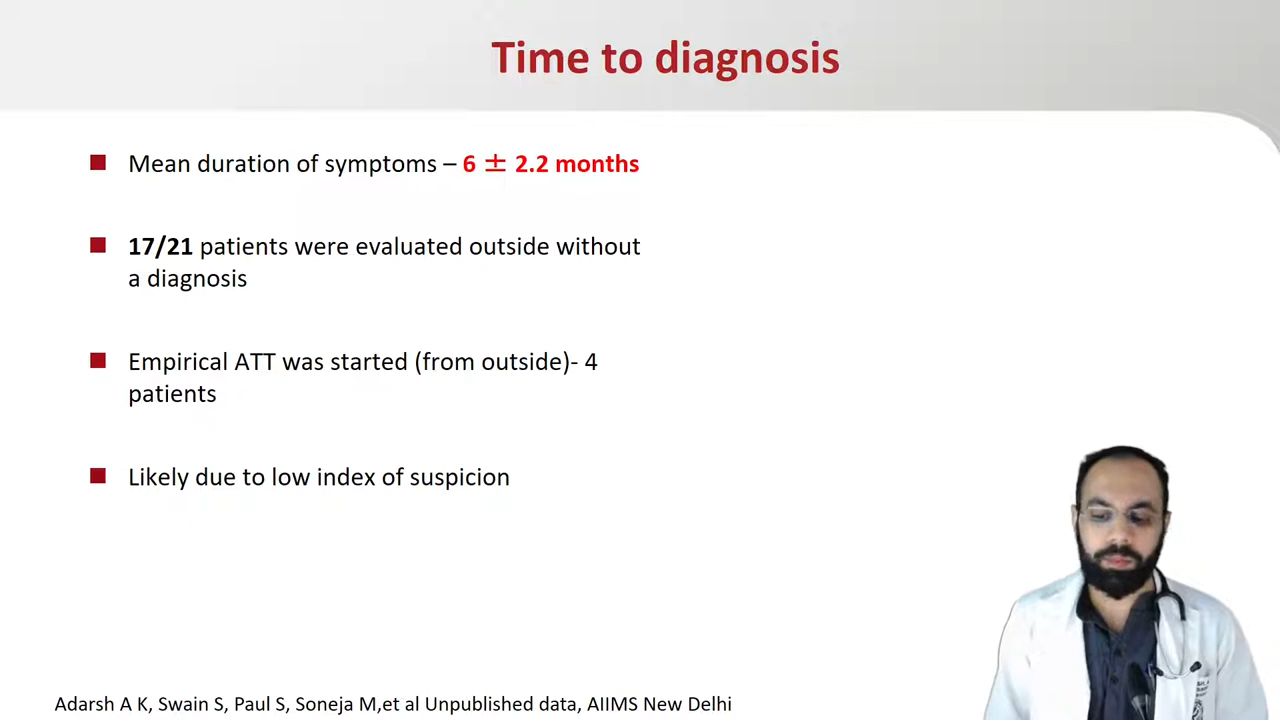 Time to diagnosis
Mean duration of symptoms – 6 ± 2.2 months
17/21 patients were evaluated outside without
a diagnosis
Empirical ATT was started (from outside)- 4
patients
Likely due to low index of suspicion
Adarsh A K, Swain S, Paul S, Soneja M,et al Unpublished data, AIIMS New Delhi